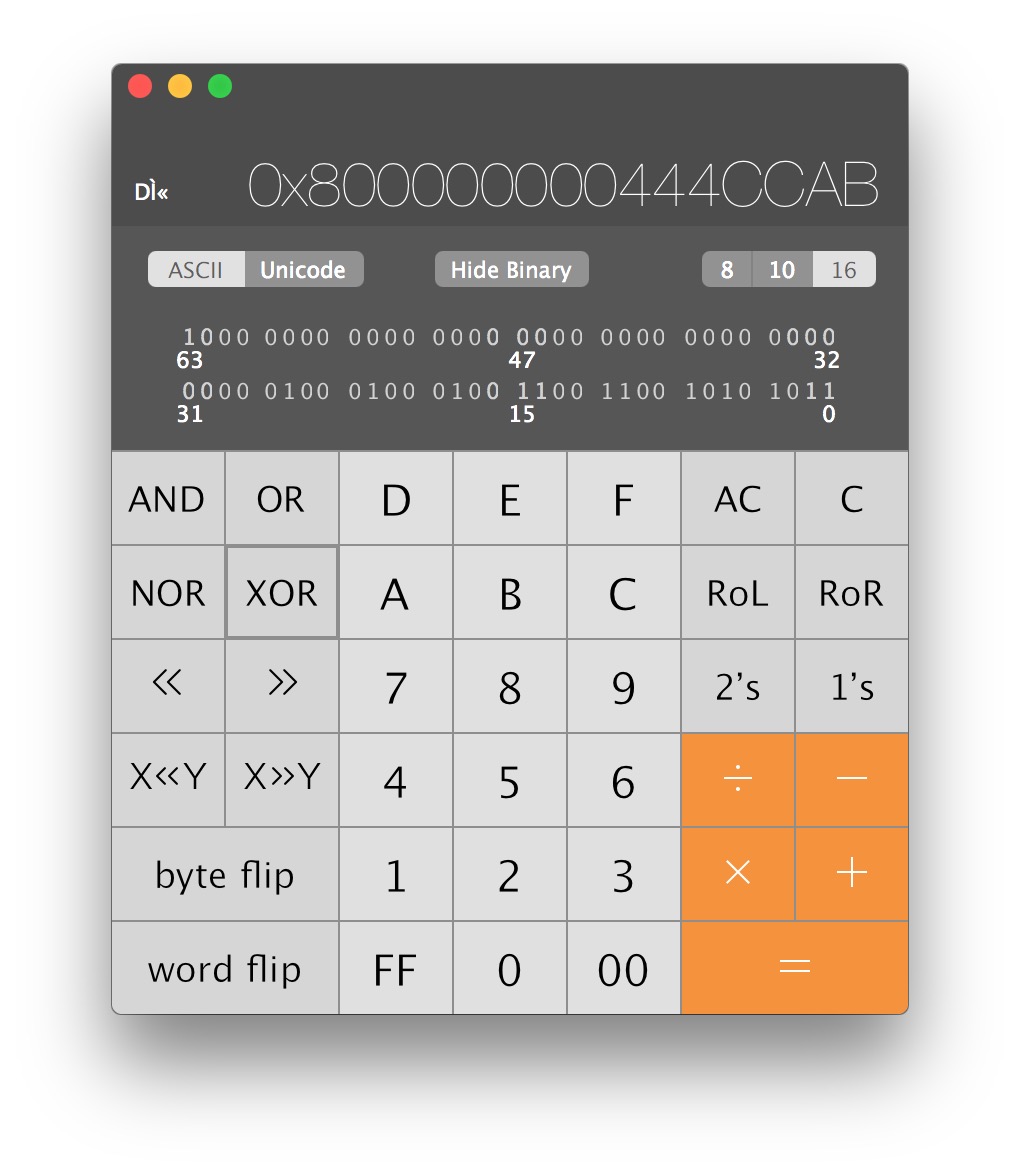 DÌ« 0x800000000444CCAB
ASCII Unicode Hide Binary 8 10 16
1000 0000 0000 0000 0000 0000 0000 0000
63 47 32
0000 0100 0100 0100 1100 1100 1010 1011
31 15 0
AND OR D E F AC C
NOR XOR A B C RoL RoR
« » 7 8 9 2’s 1’s
X«Y X»Y 4 5 6 ÷ −
byte flip 1 2 3 × +
word flip FF 0 00 =